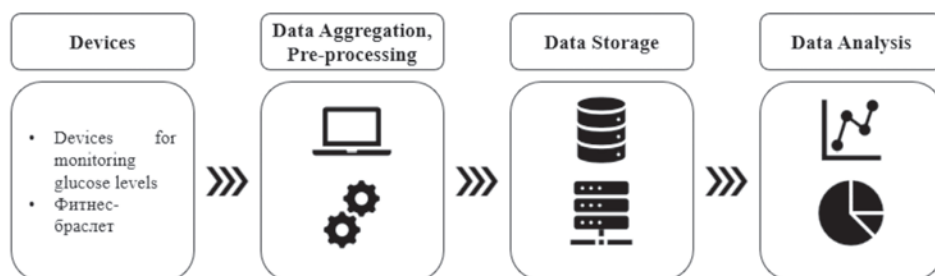 Devices
Data Aggregation,
Pre-processing
Data Storage
Data Analysis
• Devices for
monitoring
glucose levels
• Фитнес-
браслет